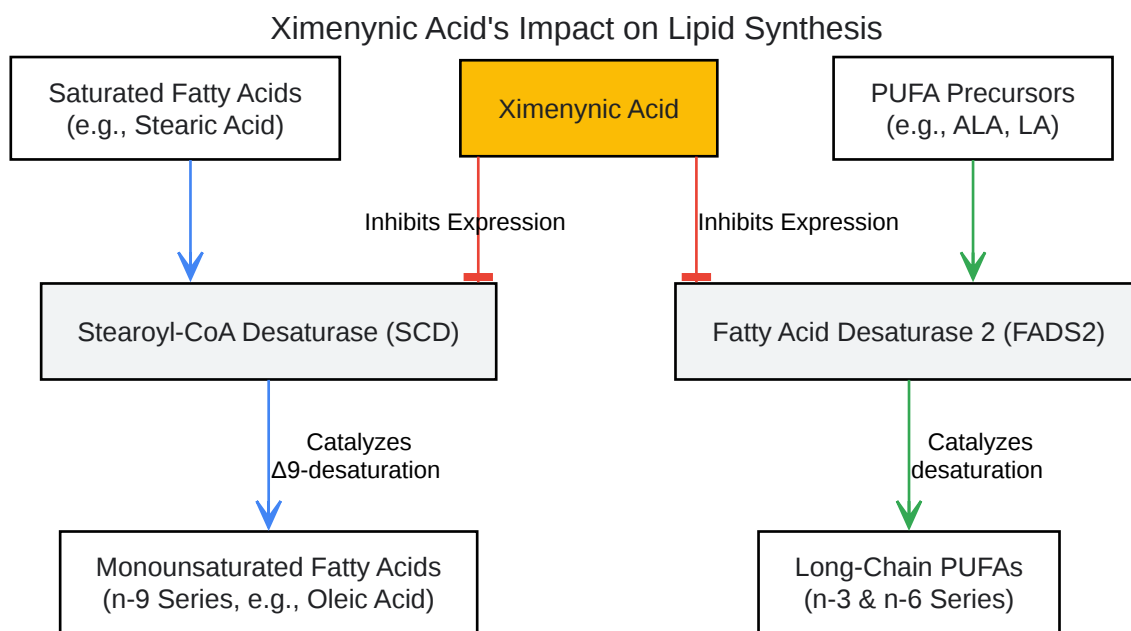 Ximenynic Acid's Impact on Lipid Synthesis
Saturated Fatty Acids
(e.g., Stearic Acid)
Ximenynic Acid
PUFA Precursors
(e.g., ALA, LA)
Inhibits Expression
Inhibits Expression
Stearoyl-CoA Desaturase (SCD)
Fatty Acid Desaturase 2 (FADS2)
Catalyzes
Δ9-desaturation
Catalyzes
desaturation
Monounsaturated Fatty Acids
(n-9 Series, e.g., Oleic Acid)
Long-Chain PUFAs
(n-3 & n-6 Series)